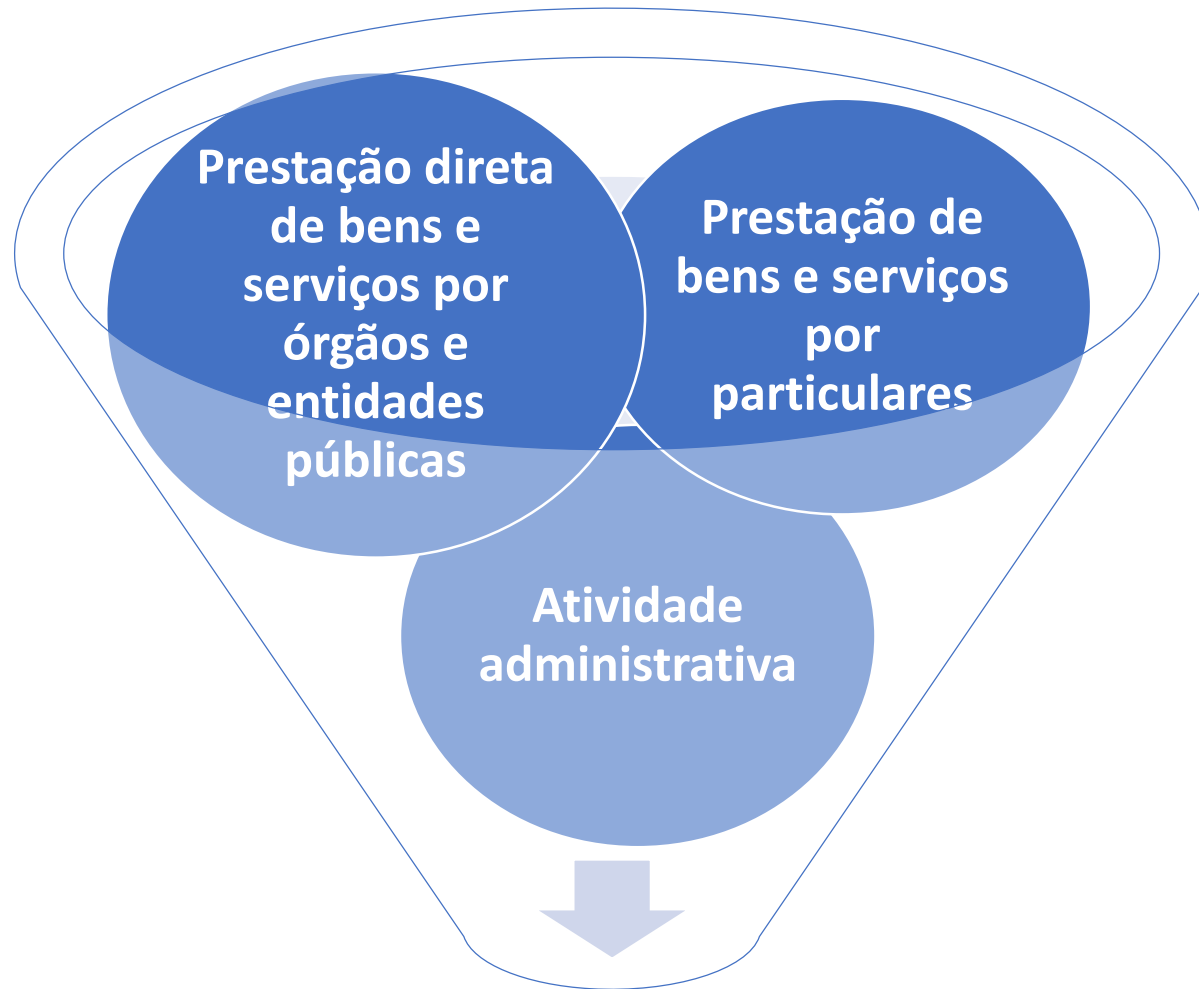 Prestação direta
de bens e
serviços por
órgãos e
entidades
públicas
Prestação de
bens e serviços
por
particulares
Atividade
administrativa